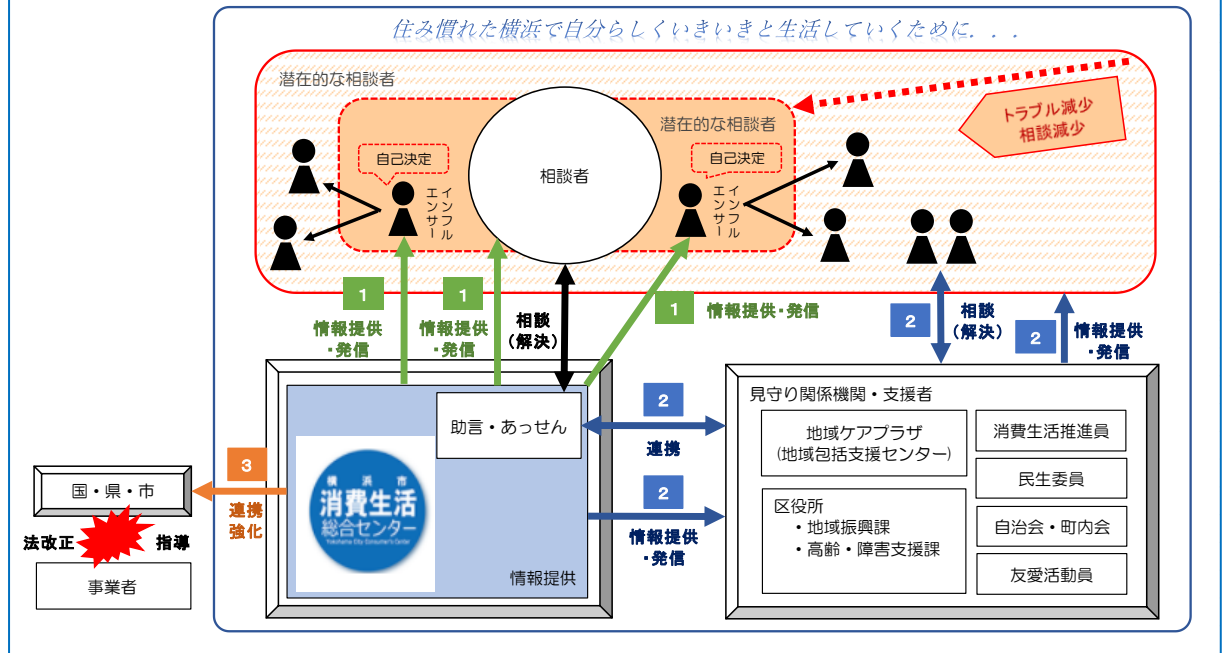 住み慣れた横浜で自分らしくいきいきと生活していくために. . .
潜在的な相談者
トラブル減少
相談減少
潜在的な相談者
自己決定
インフル
エンサー
相談者
自己決定
インフル
エンサー
1
情報提供
・発信
1
情報提供
・発信
相談
(解決)
1
情報提供・発信
2
相談
(解決)
2
情報提供
・発信
助言・あっせん
横浜市
消費生活
総合センター
Yokohama City Consumer's Center
情報提供
2
連携
2
情報提供
・発信
3
連携
強化
国・県・市
法改正
指導
事業者
見守り関係機関・支援者
地域ケアプラザ
(地域包括支援センター)
区役所
・地域振興課
・高齢・障害支援課
消費生活推進員
民生委員
自治会・町内会
友愛活動員